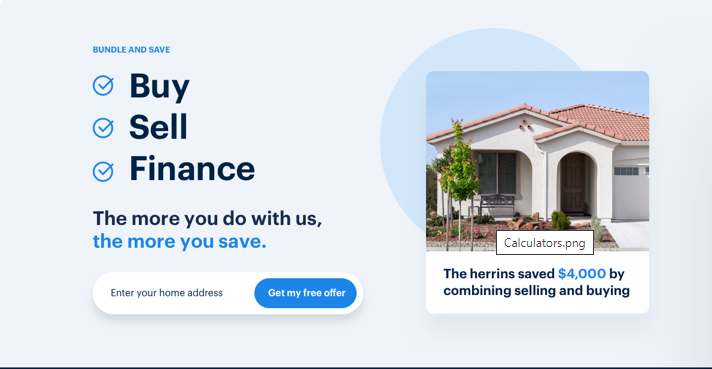 BUNDLE AND SAVE
Buy
Sell
Finance
The more you do with us,
the more you save.
Enter your home address
Get my free offer
Calculators.png
The herrins saved $4,000 by
combining selling and buying